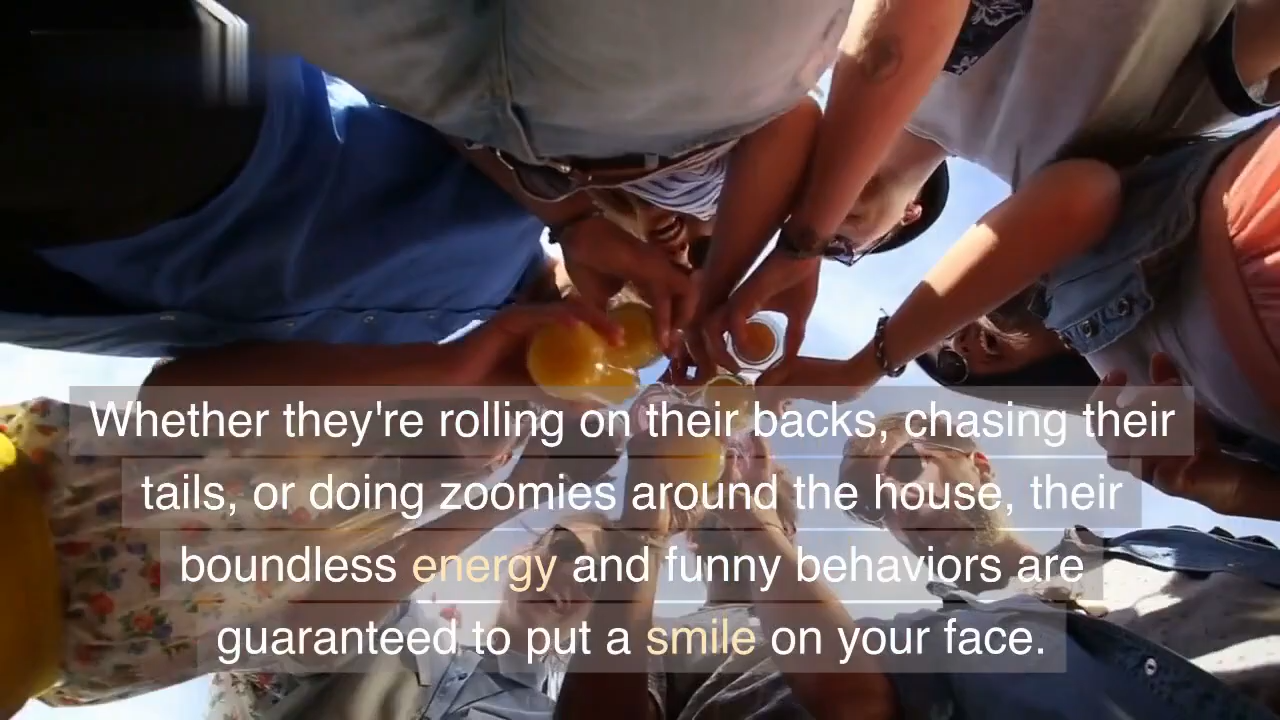 Whether they're rolling on their backs, chasing their
tails, or doing zoomies around the house, their
boundless energy and funny behaviors are
guaranteed to put a smile on your face.